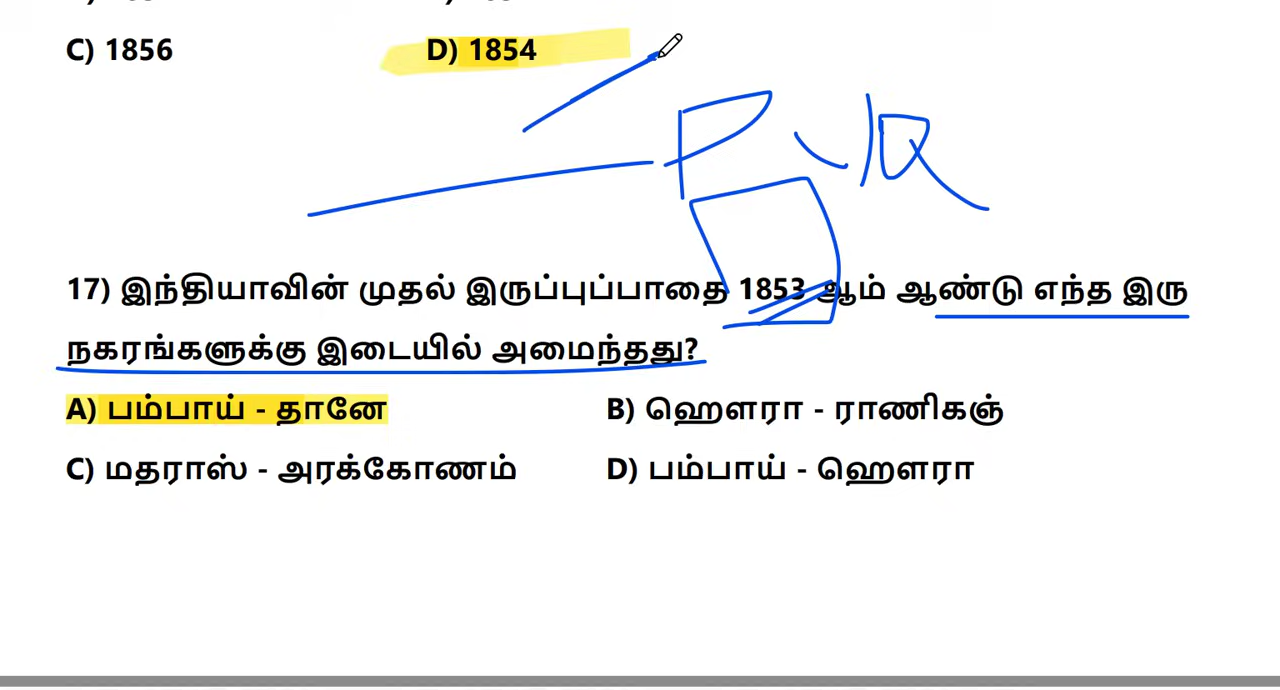 C) 1856 D) 1854
P
17) இந்தியாவின் முதல் இருப்புப்பாதை 1853 ஆம் ஆண்டு எந்த இரு
நகரங்களுக்கு இடையில் அமைந்தது?
A) பம்பாய் - தானே B) ஹௌரா - ராணிகஞ்
C) மதராஸ் - அரக்கோணம் D) பம்பாய் - ஹௌரா